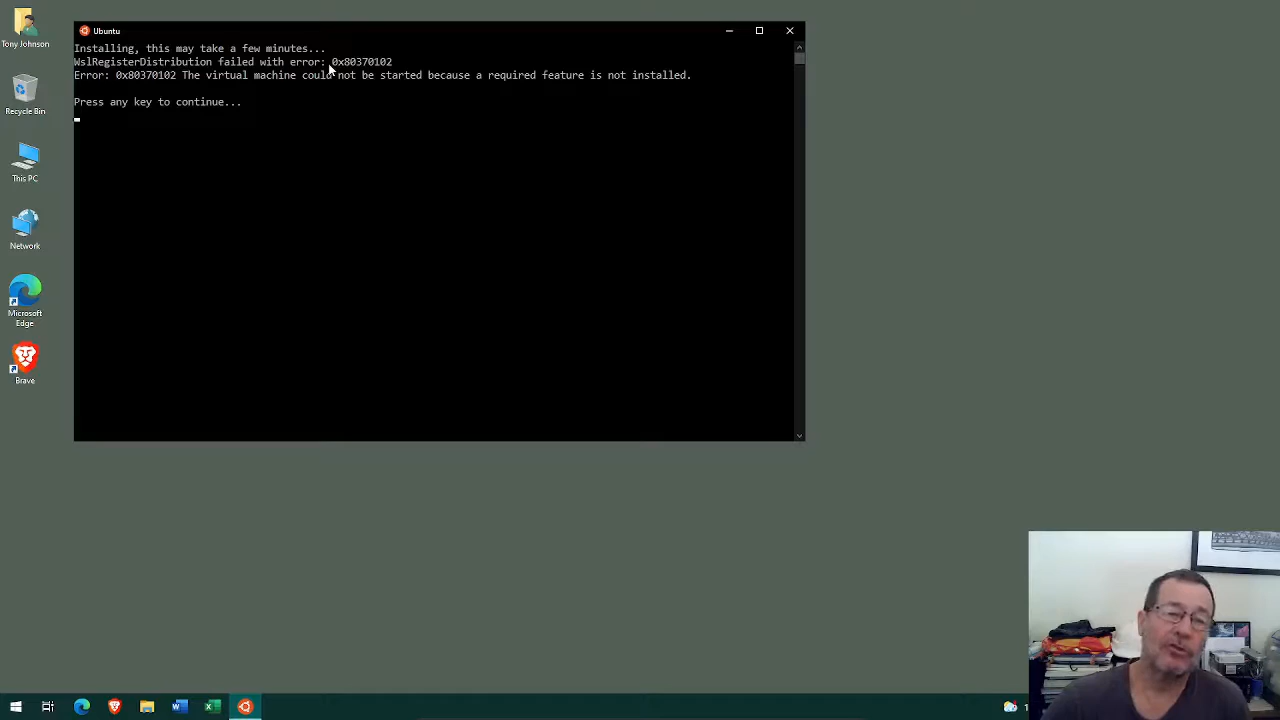 Ubuntu
Installing, this may take a few minutes...
WslRegisterDistribution failed with error: 0x80370102
Error: 0x80370102 The virtual machine could not be started because a required feature is not installed.
Press any key to continue...
Tony Johnson
Recycle Bin
This PC
Network
Microsoft
Edge
Brave